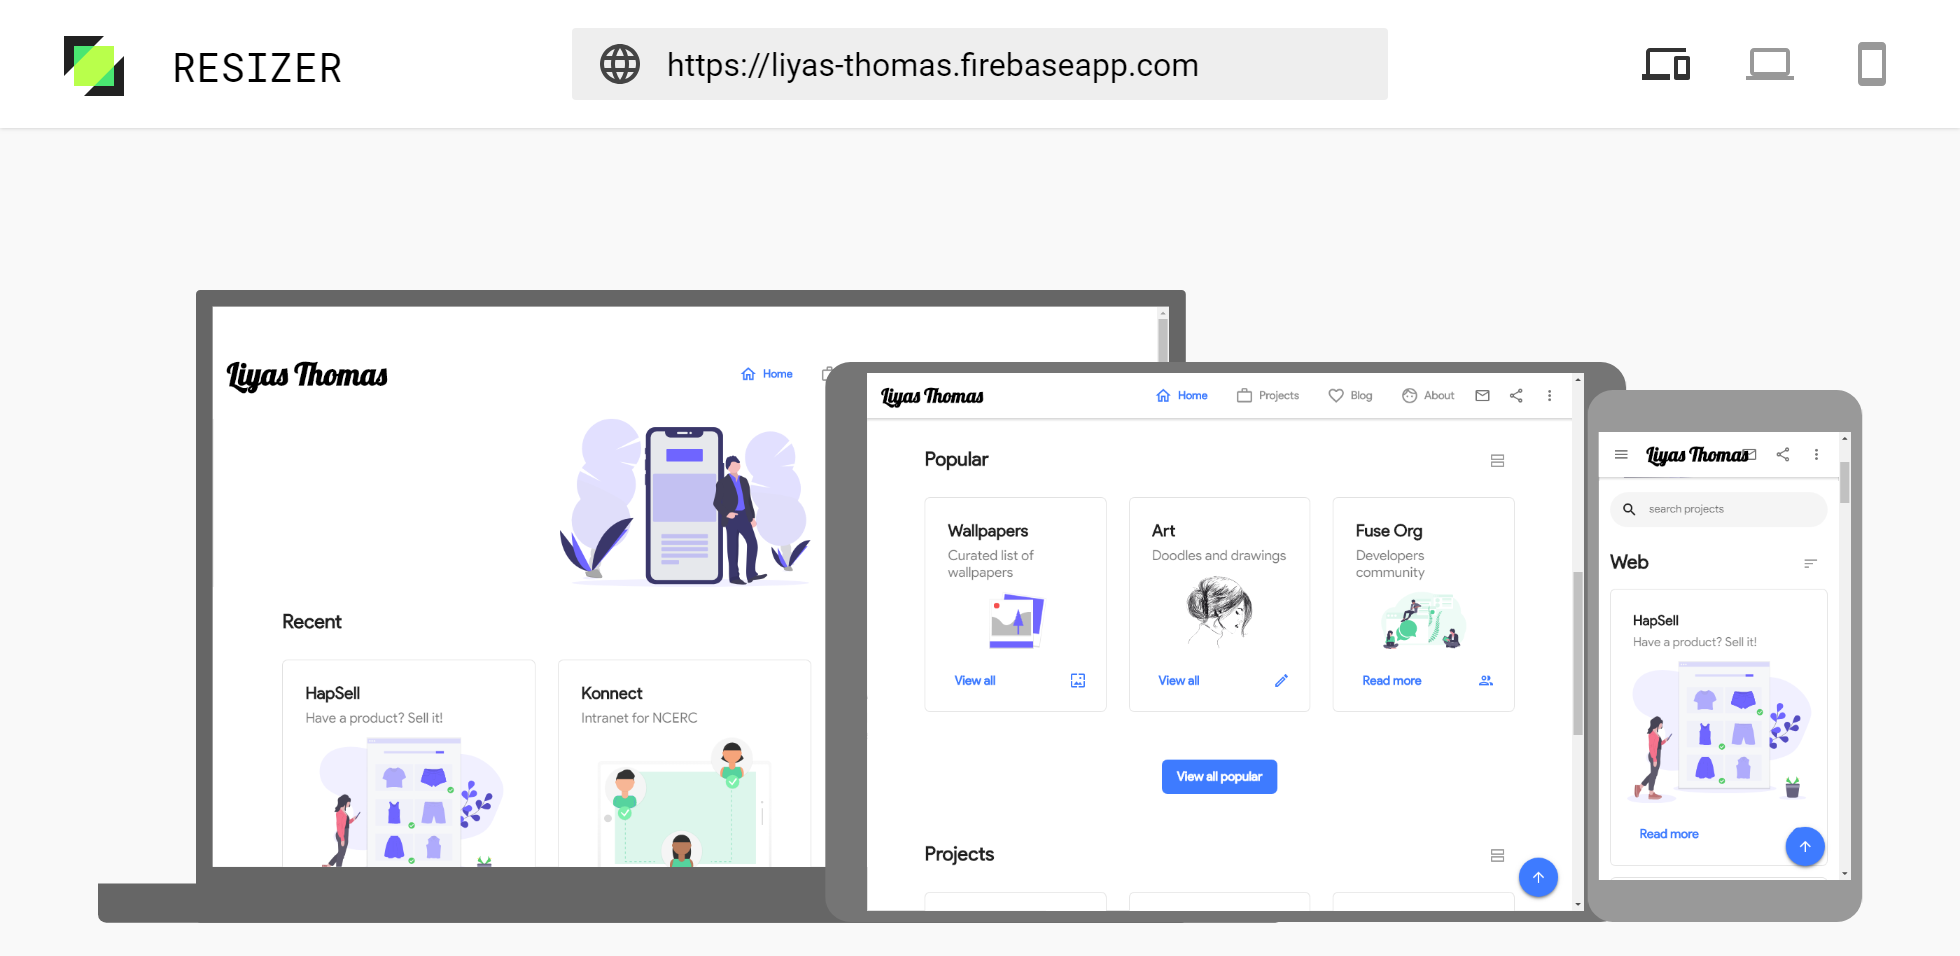 RESIZER
https://liyas-thomas.firebaseapp.com
Liyas Thomas
Home
Recent
HapSell
Have a product? Sell it!
Konnect
Intranet for NCERC
Liyas Thomas
Home
Projects
Blog
About
Popular
Wallpapers
Curated list of
wallpapers
View all
Art
Doodles and drawings
View all
Fuse Org
Developers
community
Read more
View all popular
Projects
Liyas Thomas
search projects
Web
HapSell
Have a product? Sell it!
Read more